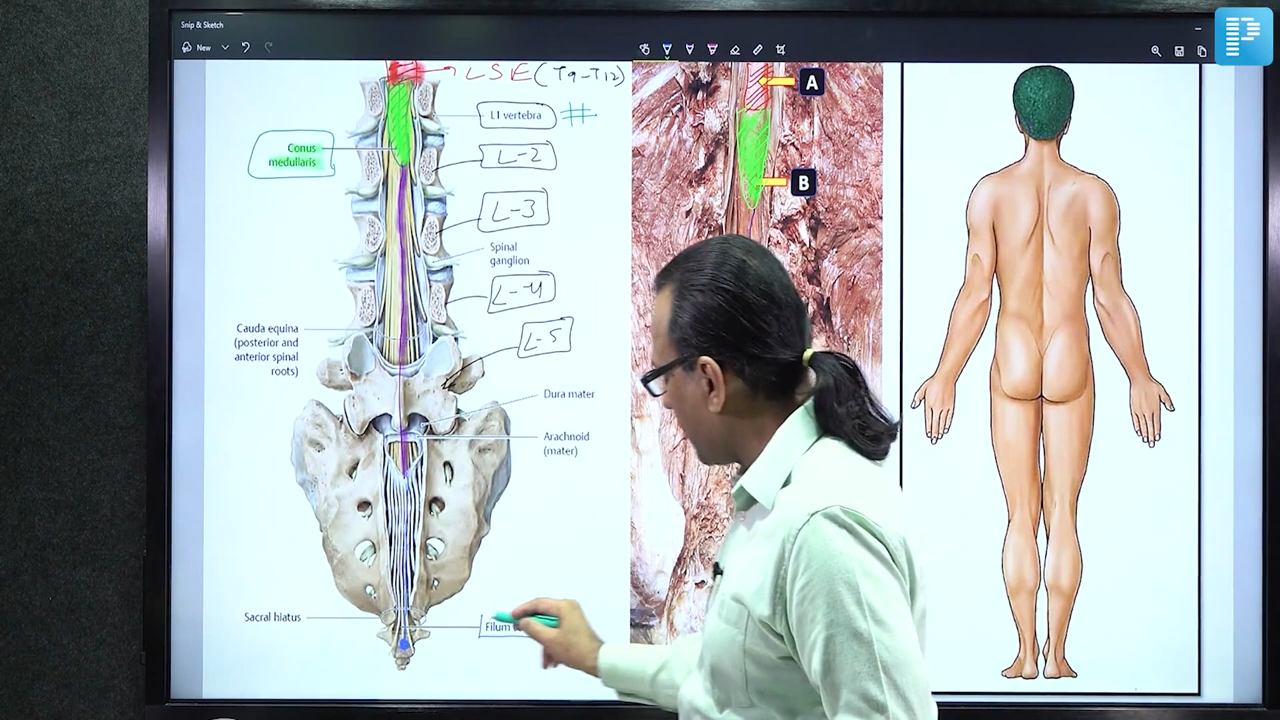 Snip & Sketch
New
LSE (T9-T12)
L1 vertebra
Conus
medullaris
L-2
L-3
Spinal
ganglion
L-4
Cauda equina
(posterior and
anterior spinal
roots)
L-5
Dura mater
Arachnoid
(mater)
Sacral hiatus
Filum
A
B
P